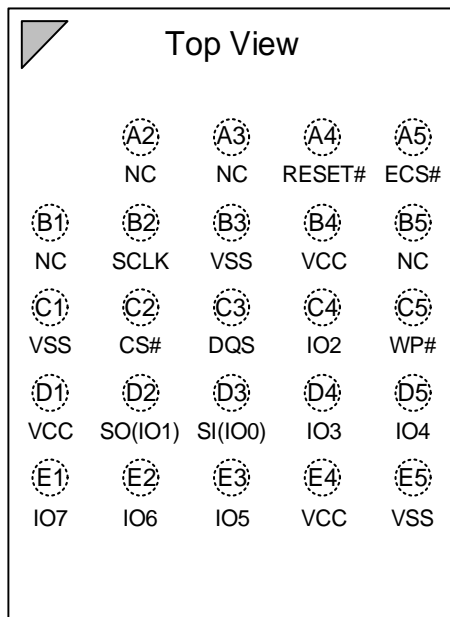 Top View
A2 A3 A4 A5
NC NC RESET# ECS#
B1 B2 B3 B4 B5
NC SCLK VSS VCC NC
C1 C2 C3 C4 C5
VSS CS# DQS IO2 WP#
D1 D2 D3 D4 D5
VCC SO(IO1) SI(IO0) IO3 IO4
E1 E2 E3 E4 E5
IO7 IO6 IO5 VCC VSS